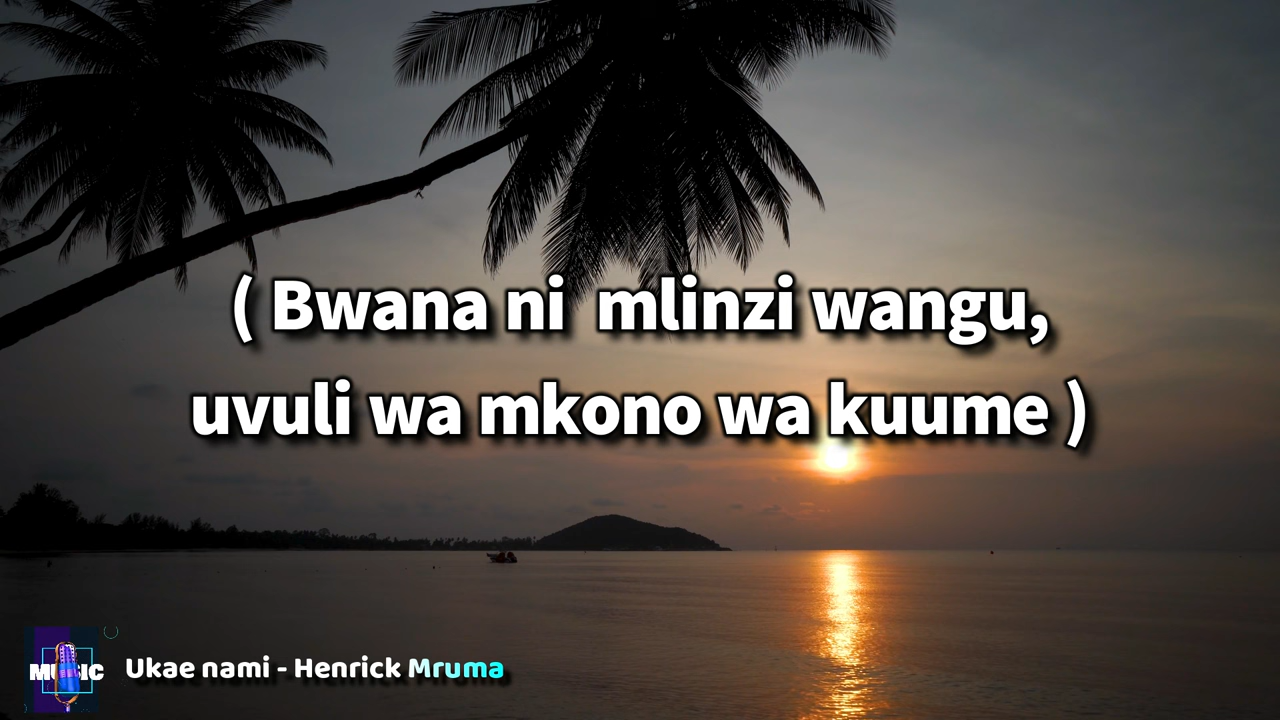 ( Bwana ni  mlinzi wangu,
uvuli wa mkono wa kuume )
MUSIC
Ukae nami - Henrick Mruma